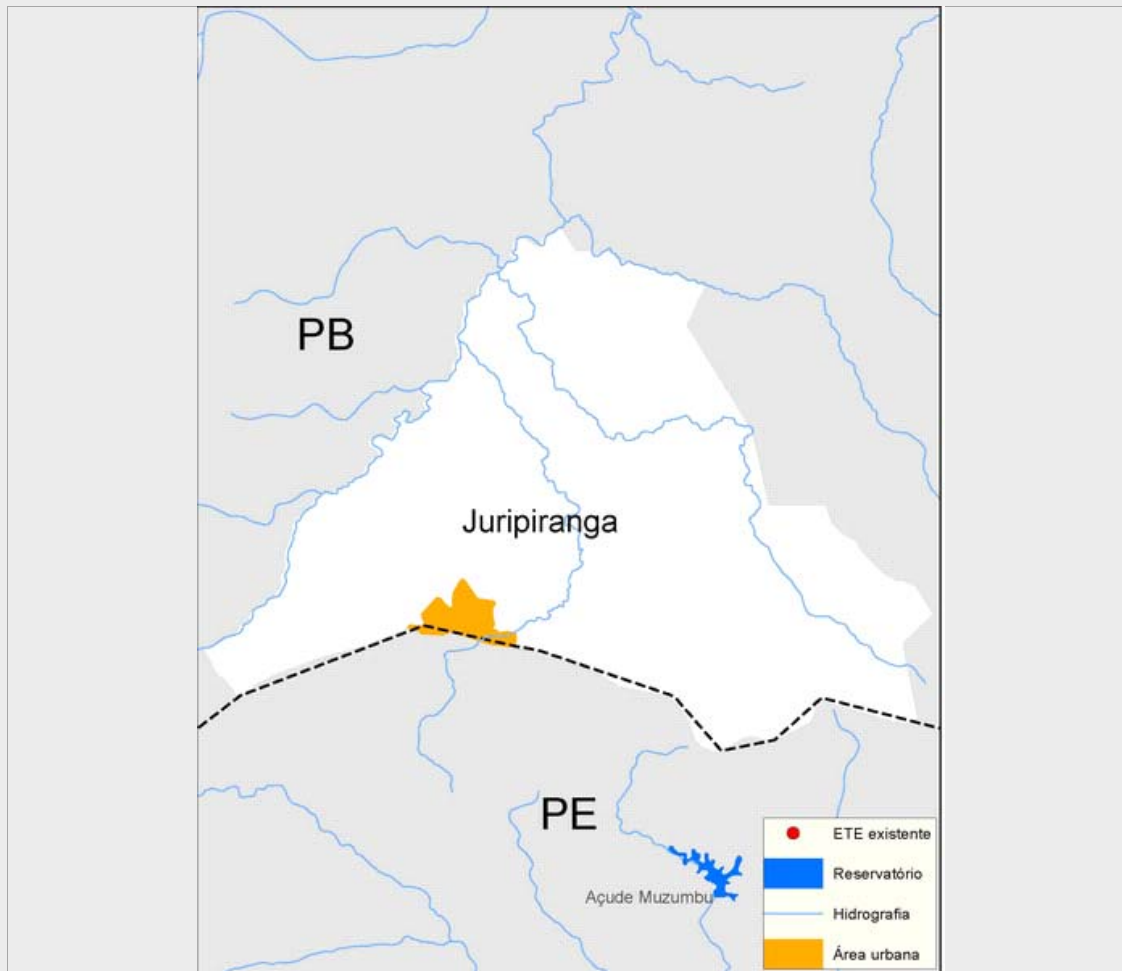 PB
Juripiranga
PE
Açude Muzumbu
ETE existente
Reservatório
Hidrografia
Área urbana